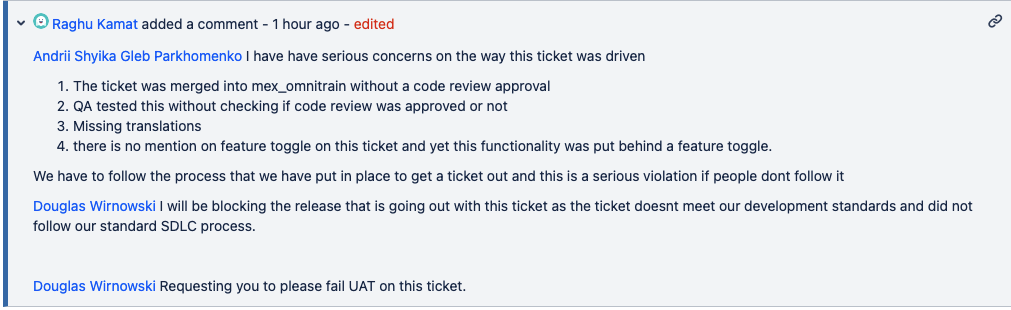 Raghu Kamat added a comment - 1 hour ago - edited
Andrii Shyika Gleb Parkhomenko I have have serious concerns on the way this ticket was driven
1. The ticket was merged into mex_omnitrain without a code review approval
2. QA tested this without checking if code review was approved or not
3. Missing translations
4. there is no mention on feature toggle on this ticket and yet this functionality was put behind a feature toggle.
We have to follow the process that we have put in place to get a ticket out and this is a serious violation if people dont follow it
Douglas Wirnowski I will be blocking the release that is going out with this ticket as the ticket doesnt meet our development standards and did not
follow our standard SDLC process.
Douglas Wirnowski Requesting you to please fail UAT on this ticket.